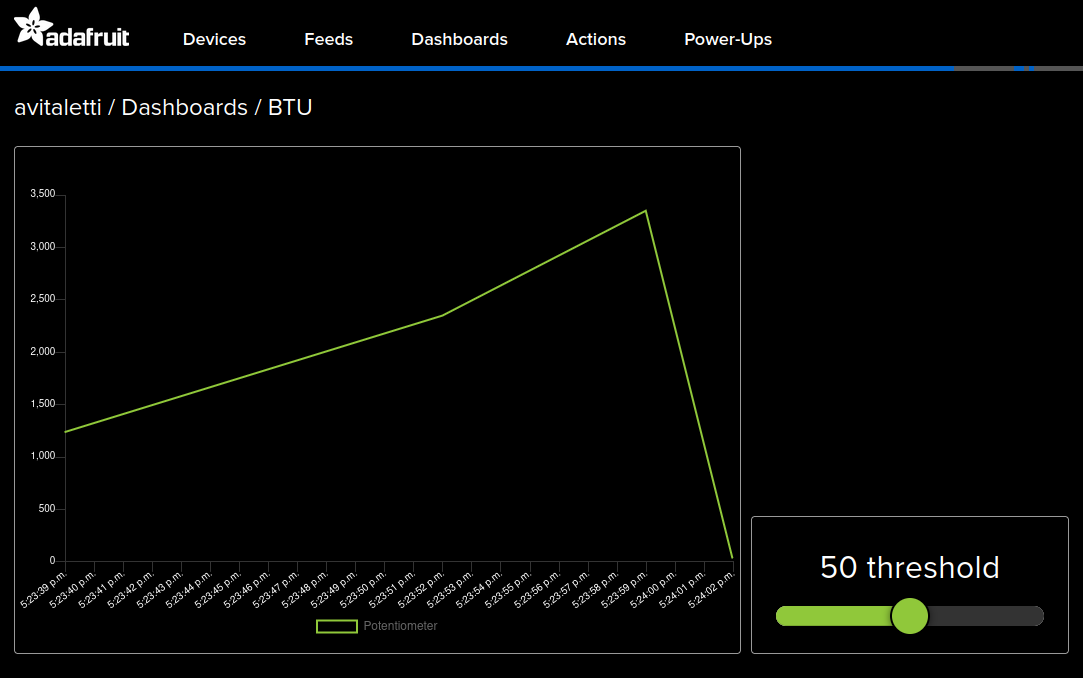 adafruit Devices Feeds Dashboards Actions Power-Ups
avitaletti / Dashboards / BTU
3,500
3,000
2,500
2,000
1,500
1,000
500
0
5:23:39 p.m. 5:23:40 p.m. 5:23:41 p.m. 5:23:42 p.m. 5:23:43 p.m. 5:23:44 p.m. 5:23:45 p.m. 5:23:46 p.m. 5:23:47 p.m. 5:23:48 p.m. 5:23:49 p.m. 5:23:50 p.m. 5:23:51 p.m. 5:23:52 p.m. 5:23:53 p.m. 5:23:54 p.m. 5:23:55 p.m. 5:23:56 p.m. 5:23:57 p.m. 5:23:58 p.m. 5:23:59 p.m. 5:24:00 p.m. 5:24:01 p.m. 5:24:02 p.m.
Potentiometer
50 threshold